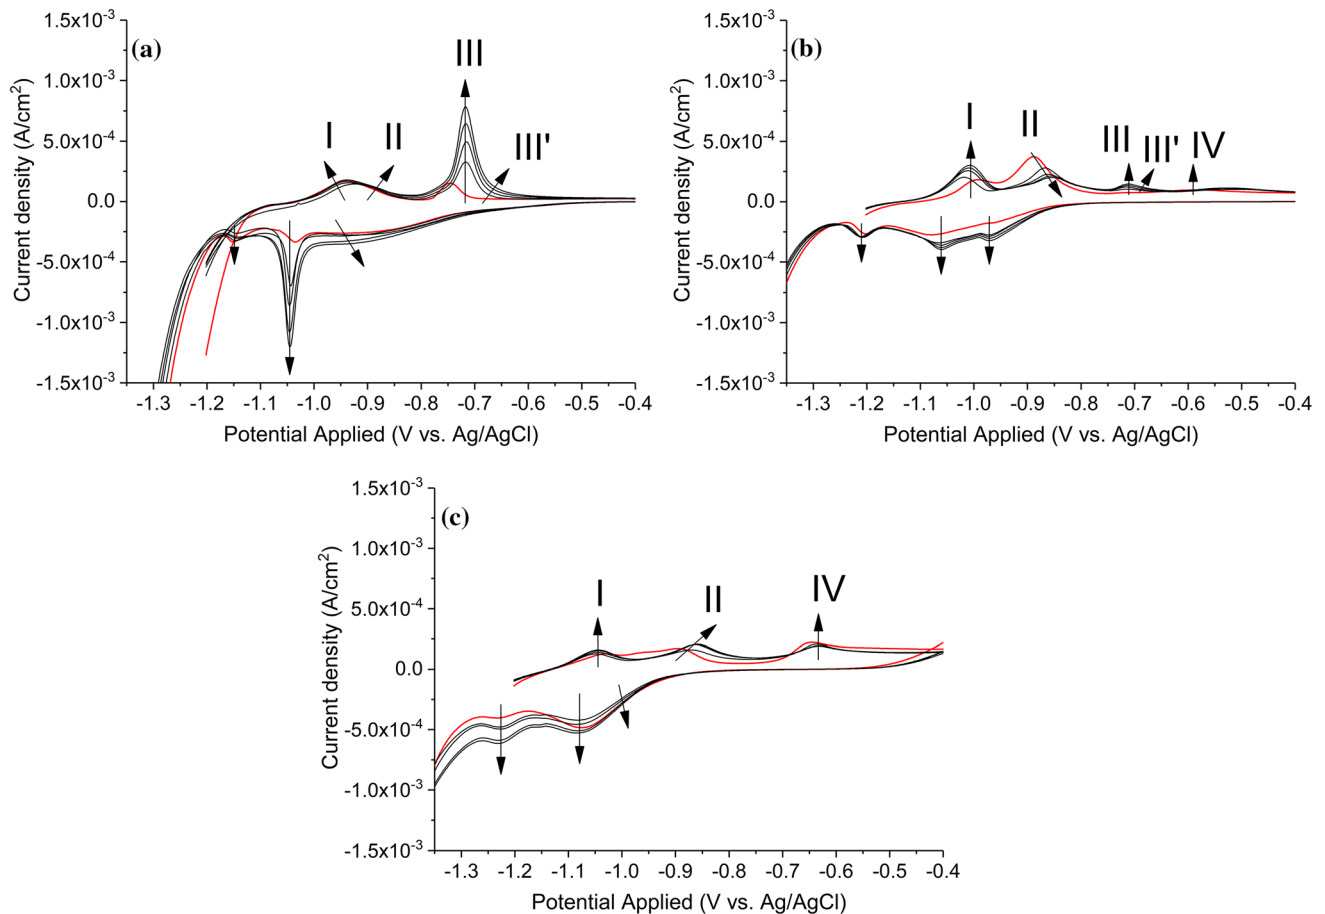 (a)
I
II
III
III'
1.5x10⁻³
1.0x10⁻³
5.0x10⁻⁴
0.0
-5.0x10⁻⁴
-1.0x10⁻³
-1.5x10⁻³
Current density (A/cm²)
-1.3 -1.2 -1.1 -1.0 -0.9 -0.8 -0.7 -0.6 -0.5 -0.4
Potential Applied (V vs. Ag/AgCl)
(b)
I
II
III
III'
IV
1.5x10⁻³
1.0x10⁻³
5.0x10⁻⁴
0.0
-5.0x10⁻⁴
-1.0x10⁻³
-1.5x10⁻³
Current density (A/cm²)
-1.3 -1.2 -1.1 -1.0 -0.9 -0.8 -0.7 -0.6 -0.5 -0.4
Potential Applied (V vs. Ag/AgCl)
(c)
I
II
IV
1.5x10⁻³
1.0x10⁻³
5.0x10⁻⁴
0.0
-5.0x10⁻⁴
-1.0x10⁻³
-1.5x10⁻³
Current density (A/cm²)
-1.3 -1.2 -1.1 -1.0 -0.9 -0.8 -0.7 -0.6 -0.5 -0.4
Potential Applied (V vs. Ag/AgCl)